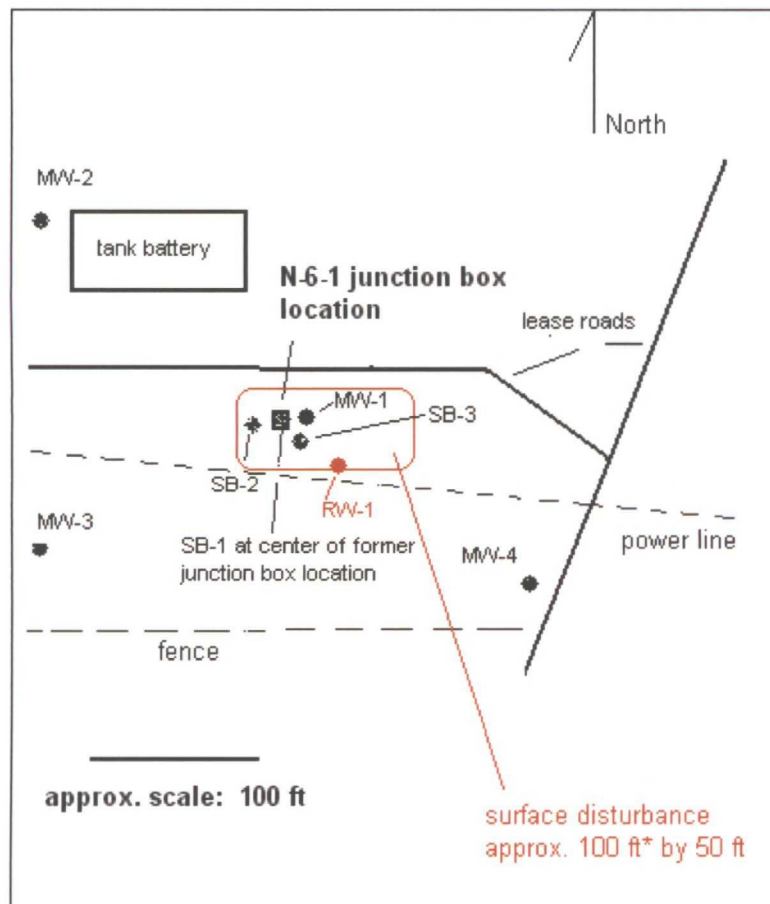 North
MW-2
tank battery
N-6-1 junction box
location
lease roads
MW-1
SB-3
SB-2
RW-1
MW-3
SB-1 at center of former
junction box location
MW-4
power line
fence
approx. scale: 100 ft
surface disturbance
approx. 100 ft* by 50 ft